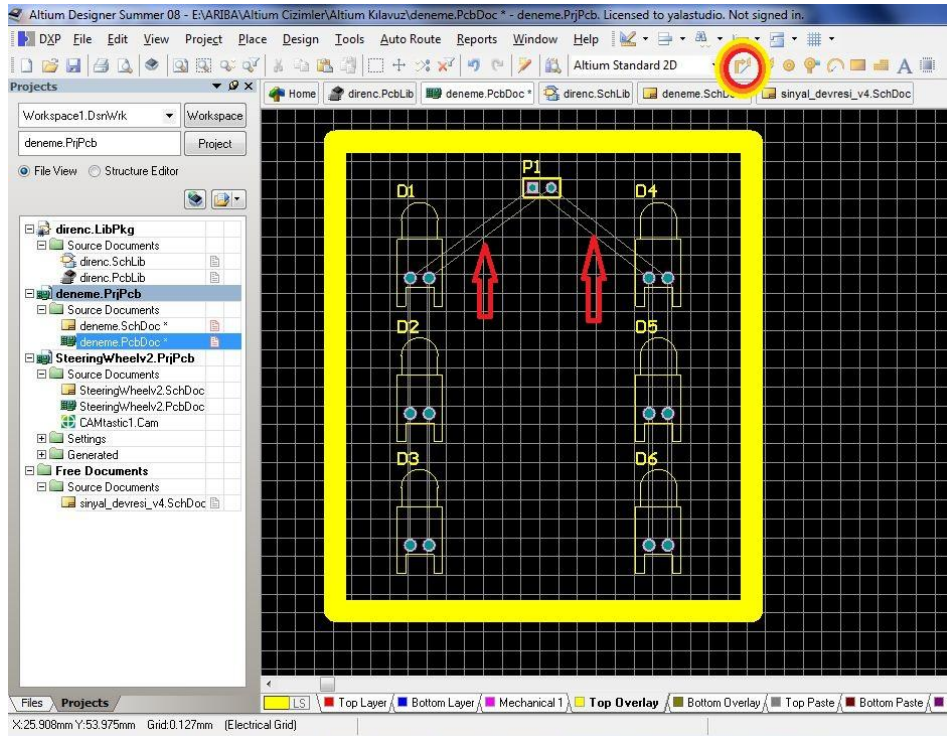 Altium Designer Summer 08 - E:\ARIBA\Altium Cizimler\Altium Kılavuz\deneme.PcbDoc * - deneme.PrjPcb. Licensed to yalastudio. Not signed in.
DXP File Edit View Project Place Design Tools Auto Route Reports Window Help
Altium Standard 2D
Projects
Home direnc.PcbLib deneme.PcbDoc * direnc.SchLib deneme.SchDoc sinyal_devresi_v4.SchDoc
Workspace1.DsnWrk Workspace
deneme.PrjPcb Project
File View Structure Editor
direnc.LibPkg
Source Documents
direnc.SchLib
direnc.PcbLib
deneme.PrjPcb
Source Documents
deneme.SchDoc *
deneme.PcbDoc *
SteeringWheelv2.PrjPcb
Source Documents
SteeringWheelv2.SchDoc
SteeringWheelv2.PcbDoc
CAMtastic1.Cam
Settings
Generated
Free Documents
Source Documents
sinyal_devresi_v4.SchDoc
P1
D1 D4
D2 D5
D3 D6
Files Projects
LS Top Layer Bottom Layer Mechanical 1 Top Overlay Bottom Overlay Top Paste Bottom Paste
X:25.908mm Y:53.975mm Grid:0.127mm (Electrical Grid)